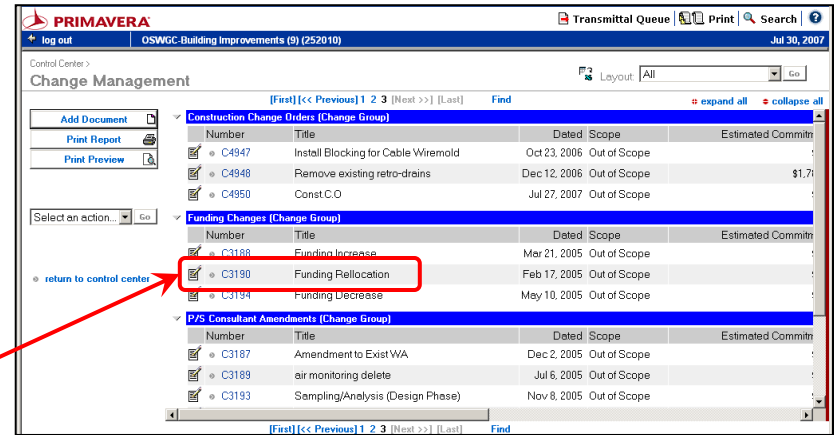 PRIMAVERA
Transmittal Queue Print Search
log out OSWGC-Building Improvements (9) (252010) Jul 30, 2007
Control Center >
Change Management
Layout: All Go
[First] [<< Previous] 1 2 3 [Next >>] [Last] Find
expand all collapse all
Add Document
Print Report
Print Preview
Select an action... Go
return to control center
Construction Change Orders (Change Group)
Number Title Dated Scope Estimated Commitm
C4947 Install Blocking for Cable Wiremold Oct 23, 2006 Out of Scope
C4948 Remove existing retro-drains Dec 12, 2006 Out of Scope $1,7
C4950 Const.C.O Jul 27, 2007 Out of Scope
Funding Changes (Change Group)
Number Title Dated Scope Estimated Commitm
C3188 Funding Increase Mar 21, 2005 Out of Scope
C3190 Funding Rellocation Feb 17, 2005 Out of Scope
C3194 Funding Decrease May 10, 2005 Out of Scope
P/S Consultant Amendments (Change Group)
Number Title Dated Scope Estimated Commitm
C3187 Amendment to Exist WA Dec 2, 2005 Out of Scope
C3189 air monitoring delete Jul 6, 2005 Out of Scope
C3193 Sampling/Analysis (Design Phase) Nov 8, 2005 Out of Scope
[First] [<< Previous] 1 2 3 [Next >>] [Last] Find